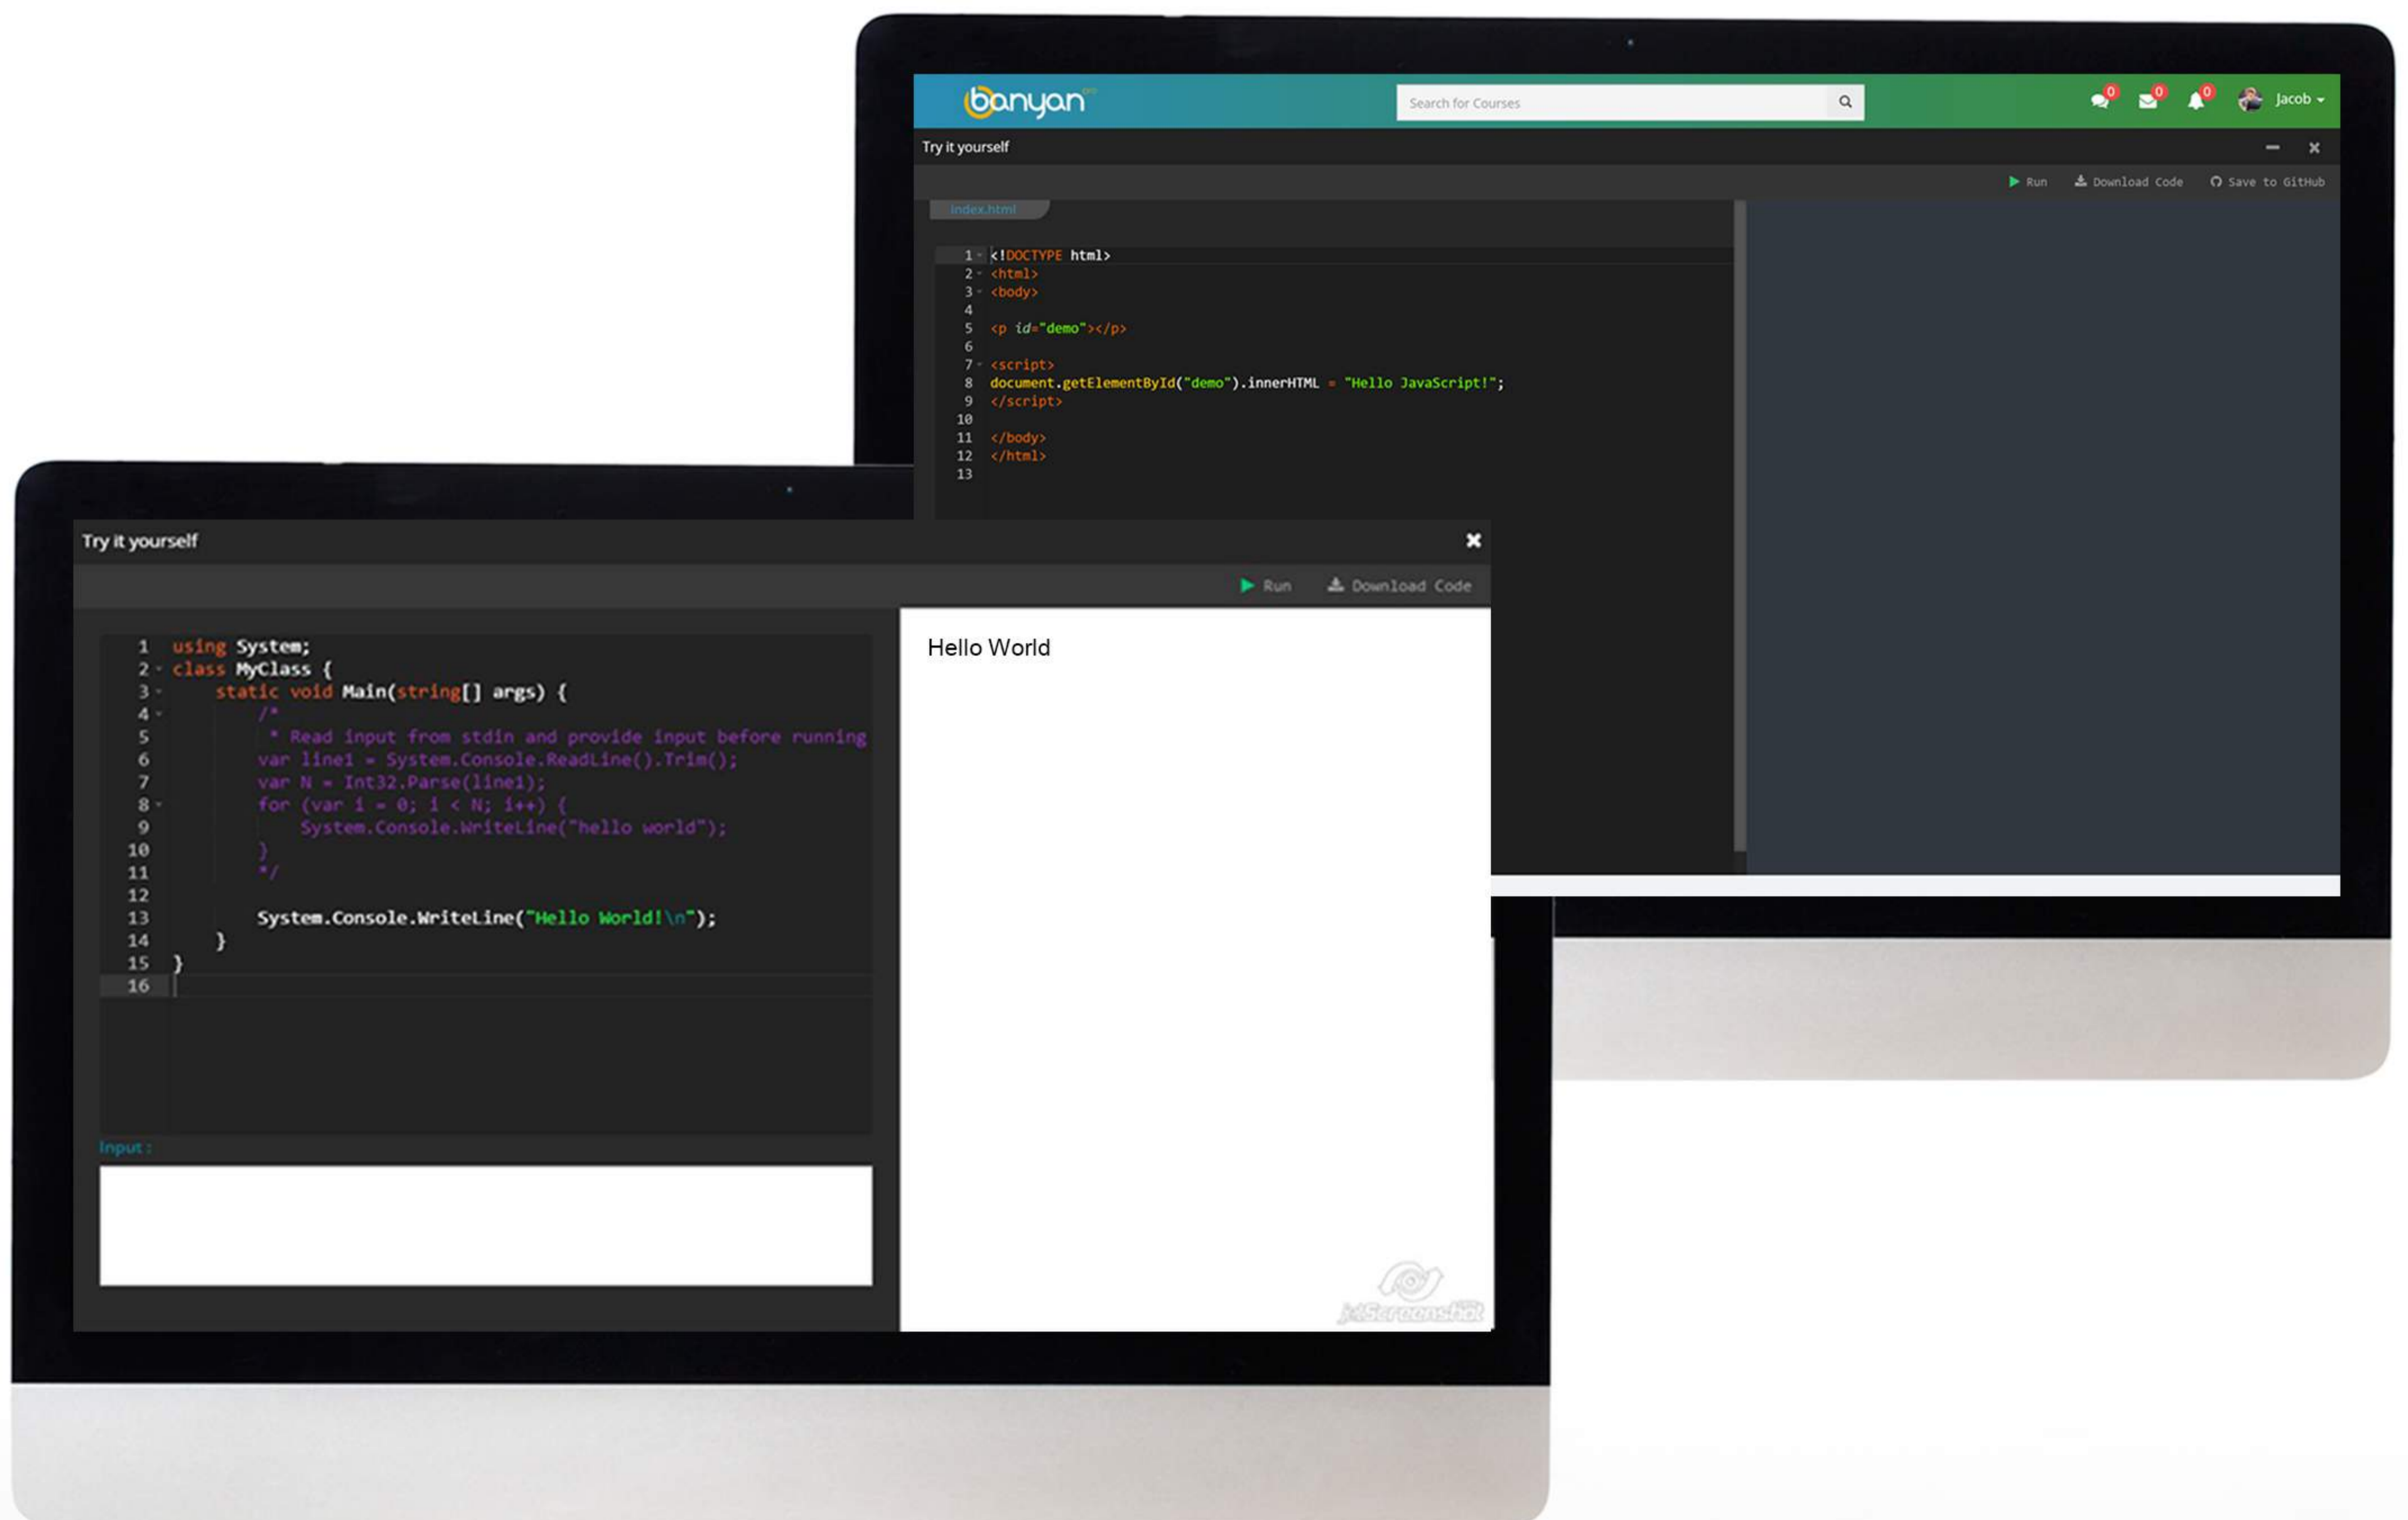 banyan pro
Search for Courses
0 0 0 Jacob
Try it yourself
Run Download Code Save to GitHub
index.html
1 <!DOCTYPE html>
2 <html>
3 <body>
4
5 <p id="demo"></p>
6
7 <script>
8 document.getElementById("demo").innerHTML = "Hello JavaScript!";
9 </script>
10
11 </body>
12 </html>
13
Try it yourself
Run Download Code
1 using System;
2 class MyClass {
3 static void Main(string[] args) {
4 /*
5 * Read input from stdin and provide input before running
6 var line1 = System.Console.ReadLine().Trim();
7 var N = Int32.Parse(line1);
8 for (var i = 0; i < N; i++) {
9 System.Console.WriteLine("hello world");
10 }
11 */
12
13 System.Console.WriteLine("Hello World!\n");
14 }
15 }
16
Input :
Hello World